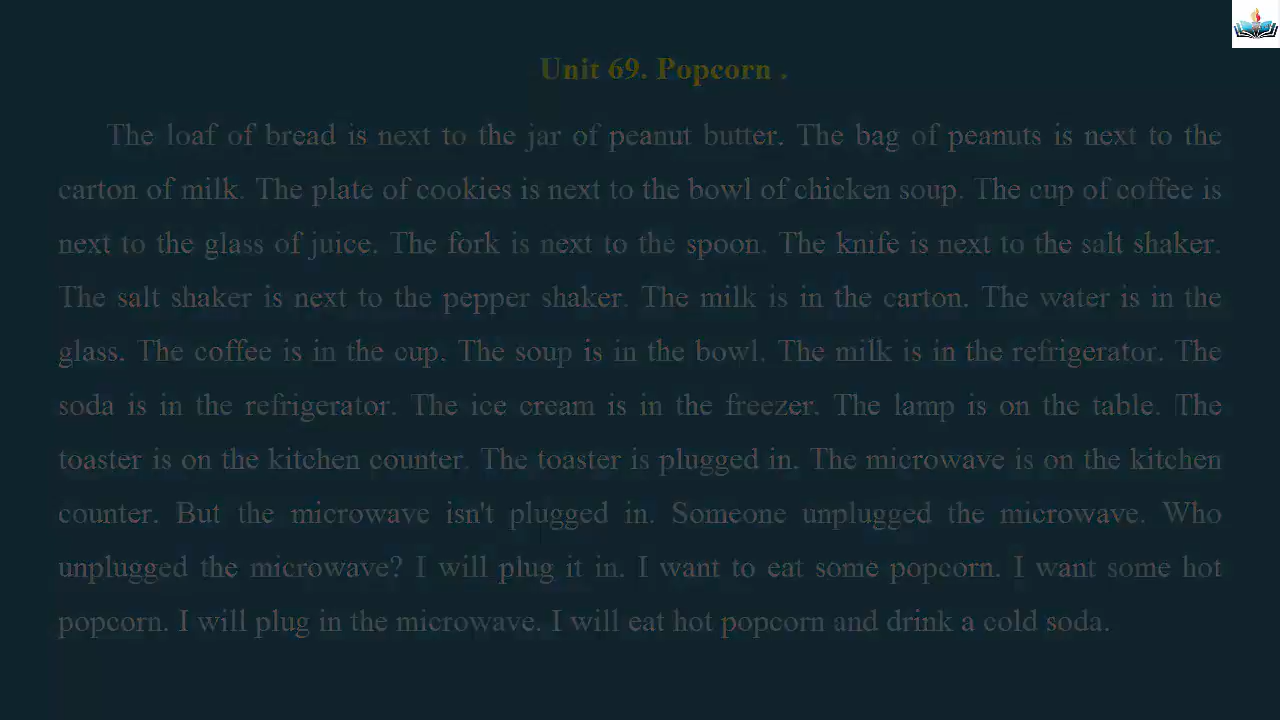 Unit 69. Popcorn .
The loaf of bread is next to the jar of peanut butter. The bag of peanuts is next to the
carton of milk. The plate of cookies is next to the bowl of chicken soup. The cup of coffee is
next to the glass of juice. The fork is next to the spoon. The knife is next to the salt shaker.
The salt shaker is next to the pepper shaker. The milk is in the carton. The water is in the
glass. The coffee is in the cup. The soup is in the bowl. The milk is in the refrigerator. The
soda is in the refrigerator. The ice cream is in the freezer. The lamp is on the table. The
toaster is on the kitchen counter. The toaster is plugged in. The microwave is on the kitchen
counter. But the microwave isn't plugged in. Someone unplugged the microwave. Who
unplugged the microwave? I will plug it in. I want to eat some popcorn. I want some hot
popcorn. I will plug in the microwave. I will eat hot popcorn and drink a cold soda.